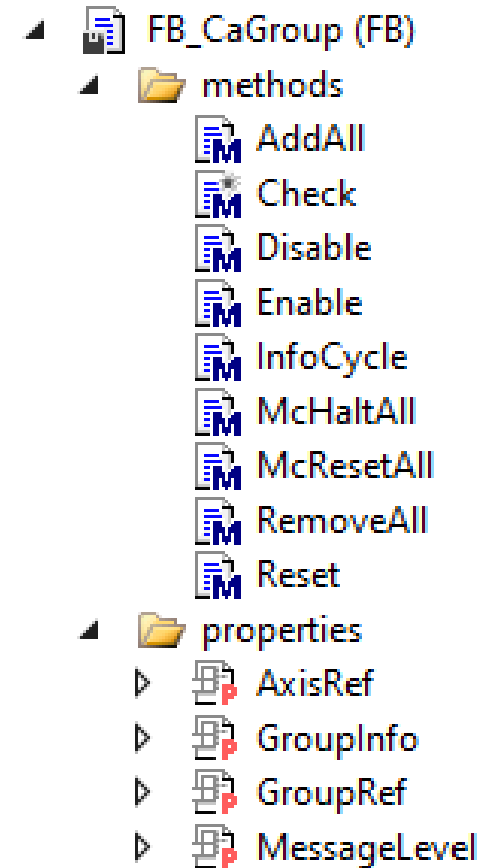 FB_CaGroup (FB)
methods
AddAll
Check
Disable
Enable
InfoCycle
McHaltAll
McResetAll
RemoveAll
Reset
properties
AxisRef
GroupInfo
GroupRef
MessageLevel